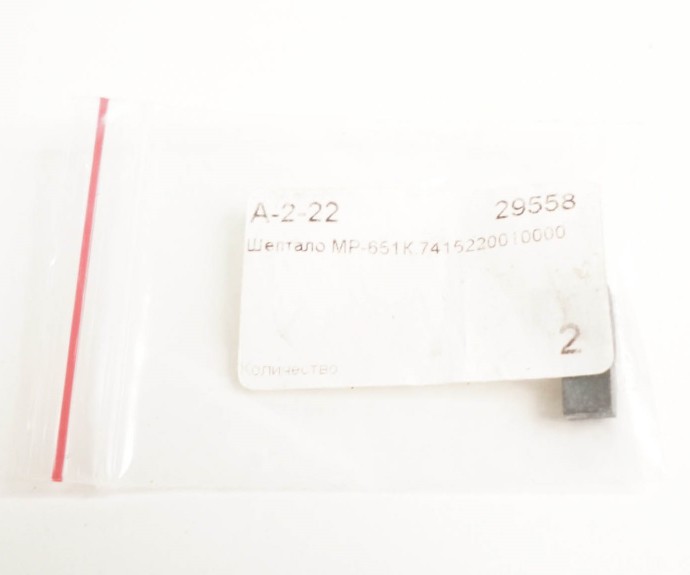 А-2-22 29558
Шептало МР-651К.7415220010000
2
Количество